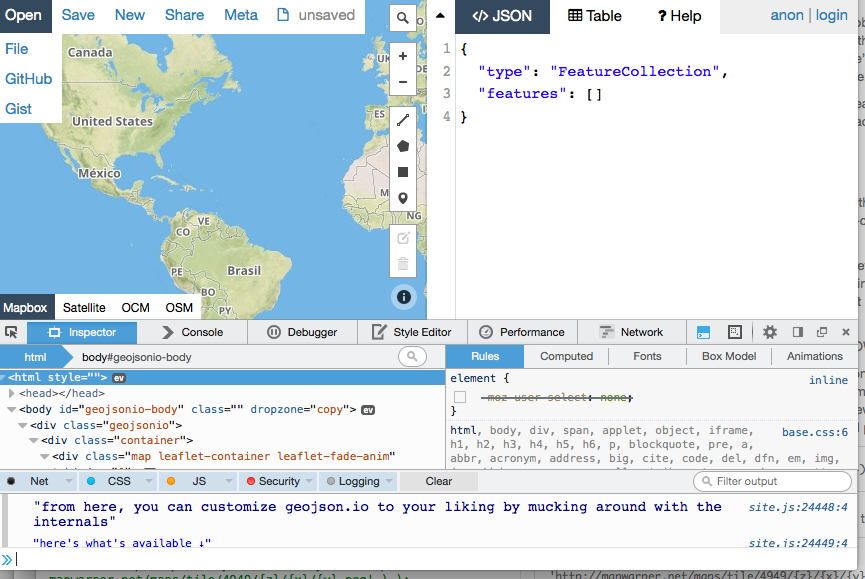 Open Save New Share Meta unsaved
File
GitHub
Gist
Canada
United States
México
VE
CO
PE
Brasil
BO
PY
UK
ES
NG
Mapbox Satellite OCM OSM
</> JSON Table ? Help anon | login
1 {
2 "type": "FeatureCollection",
3 "features": []
4 }
Inspector Console Debugger Style Editor Performance Network
html body#geojsonio-body
Rules Computed Fonts Box Model Animations
<html style=""> ev
<head></head>
<body id="geojsonio-body" class="" dropzone="copy"> ev
<div class="geojsonio">
<div class="container">
<div class="map leaflet-container leaflet-fade-anim"
element { inline
-moz-user-select: none;
}
html, body, div, span, applet, object, iframe, base.css:6
h1, h2, h3, h4, h5, h6, p, blockquote, pre, a,
abbr, acronym, address, big, cite, code, del, dfn, em, img,
Net CSS JS Security Logging Clear Filter output
"from here, you can customize geojson.io to your liking by mucking around with the site.js:24448:4
internals"
"here's what's available ↓" site.js:24449:4